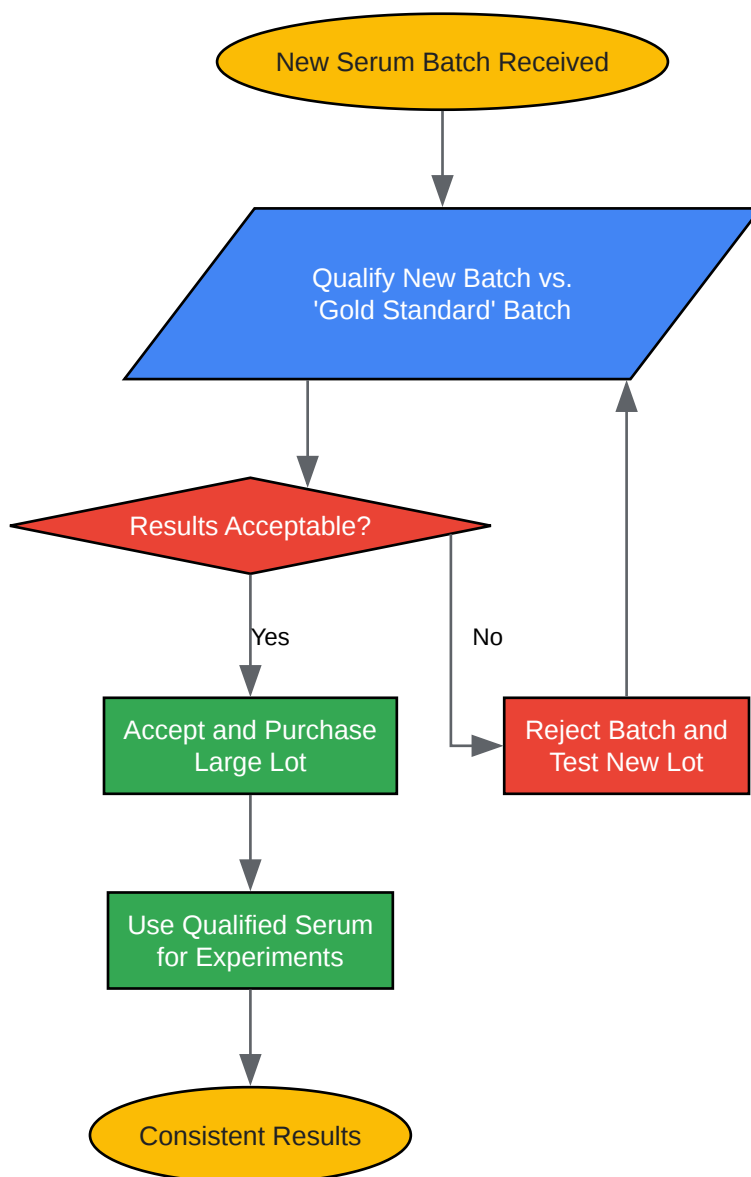 New Serum Batch Received
Qualify New Batch vs.
'Gold Standard' Batch
Results Acceptable?
Yes
No
Accept and Purchase
Large Lot
Reject Batch and
Test New Lot
Use Qualified Serum
for Experiments
Consistent Results